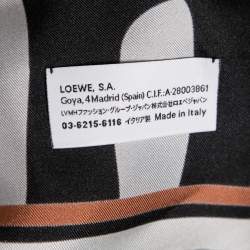 LOEWE, S.A.
Goya, 4 Madrid (Spain) C.I.F.: A-28003861
LVMHファッション・グループ・ジャパン株式会社ロエベジャパン
03-6215-6116 イタリア製 Made in Italy